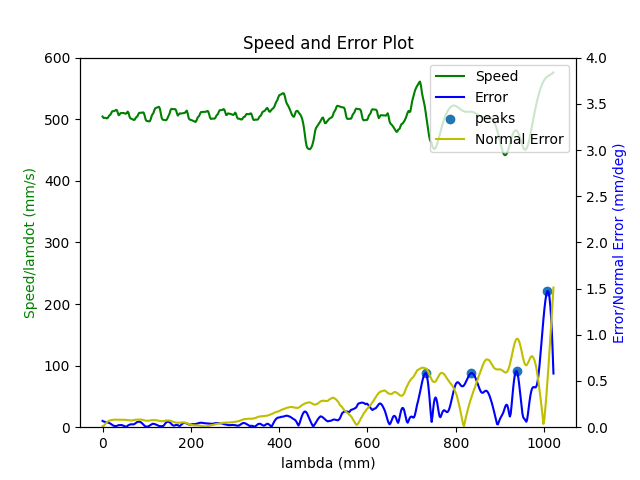 Speed and Error Plot
Speed
Error
peaks
Normal Error
Speed/lamdot (mm/s)
600
500
400
300
200
100
0
4.0
3.5
3.0
2.5
2.0
1.5
1.0
0.5
0.0
Error/Normal Error (mm/deg)
0 200 400 600 800 1000
lambda (mm)